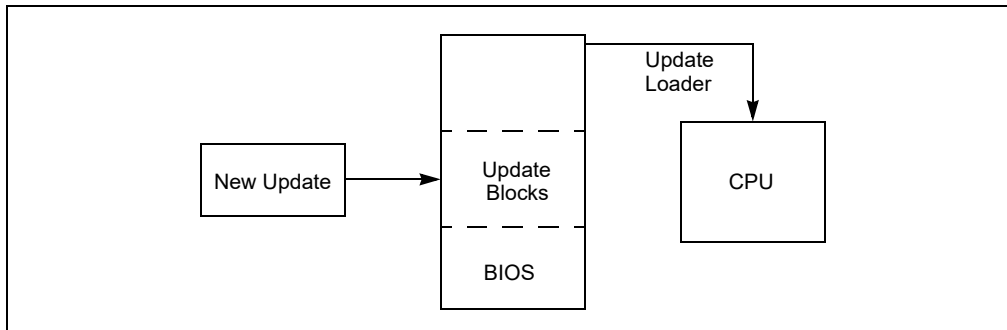 Update
Loader
New Update
Update
Blocks
CPU
BIOS